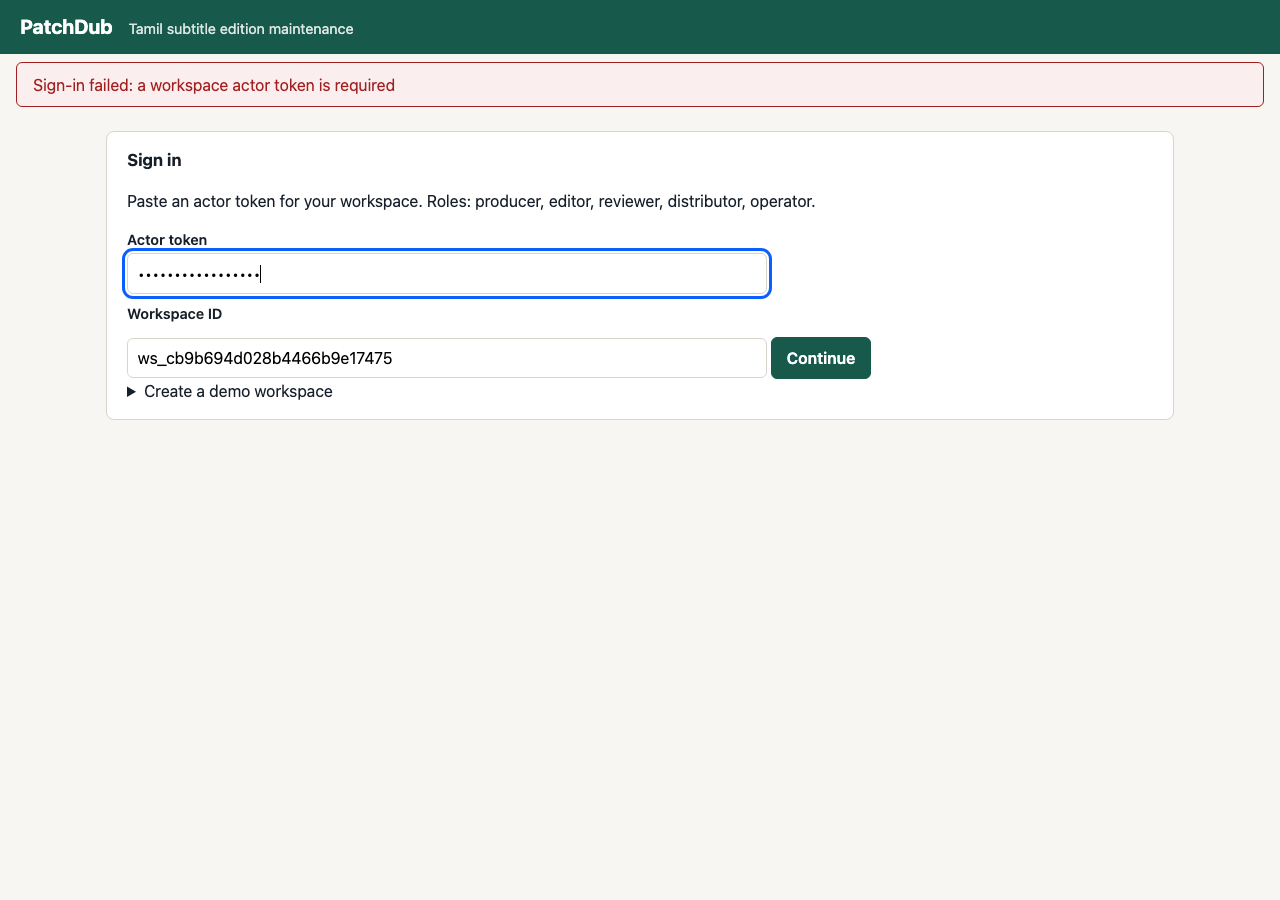 PatchDub Tamil subtitle edition maintenance
Sign-in failed: a workspace actor token is required
Sign in
Paste an actor token for your workspace. Roles: producer, editor, reviewer, distributor, operator.
Actor token
•••••••••••••••••
Workspace ID
ws_cb9b694d028b4466b9e17475 Continue
Create a demo workspace